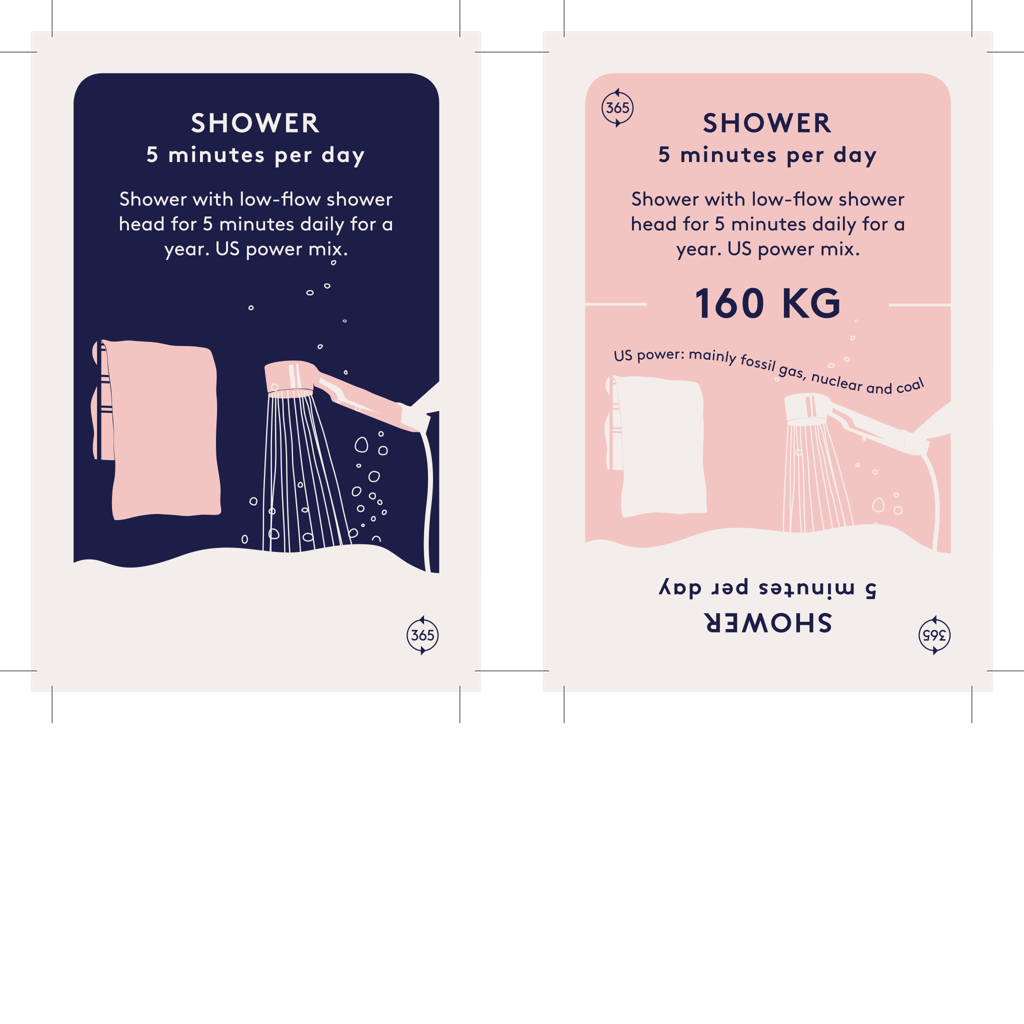 SHOWER
5 minutes per day
Shower with low-flow shower
head for 5 minutes daily for a
year. US power mix.
365
365
SHOWER
5 minutes per day
Shower with low-flow shower
head for 5 minutes daily for a
year. US power mix.
160 KG
US power: mainly fossil gas, nuclear and coal
SHOWER
5 minutes per day
365